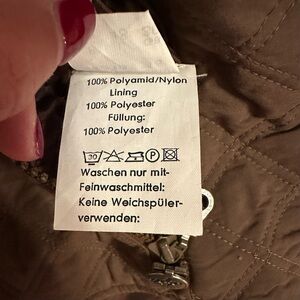 100% Polyamid/Nylon
Lining
100% Polyester
Füllung:
100% Polyester
30
P
Waschen nur mit-
Feinwaschmittel:
Keine Weichspüler-
verwenden: